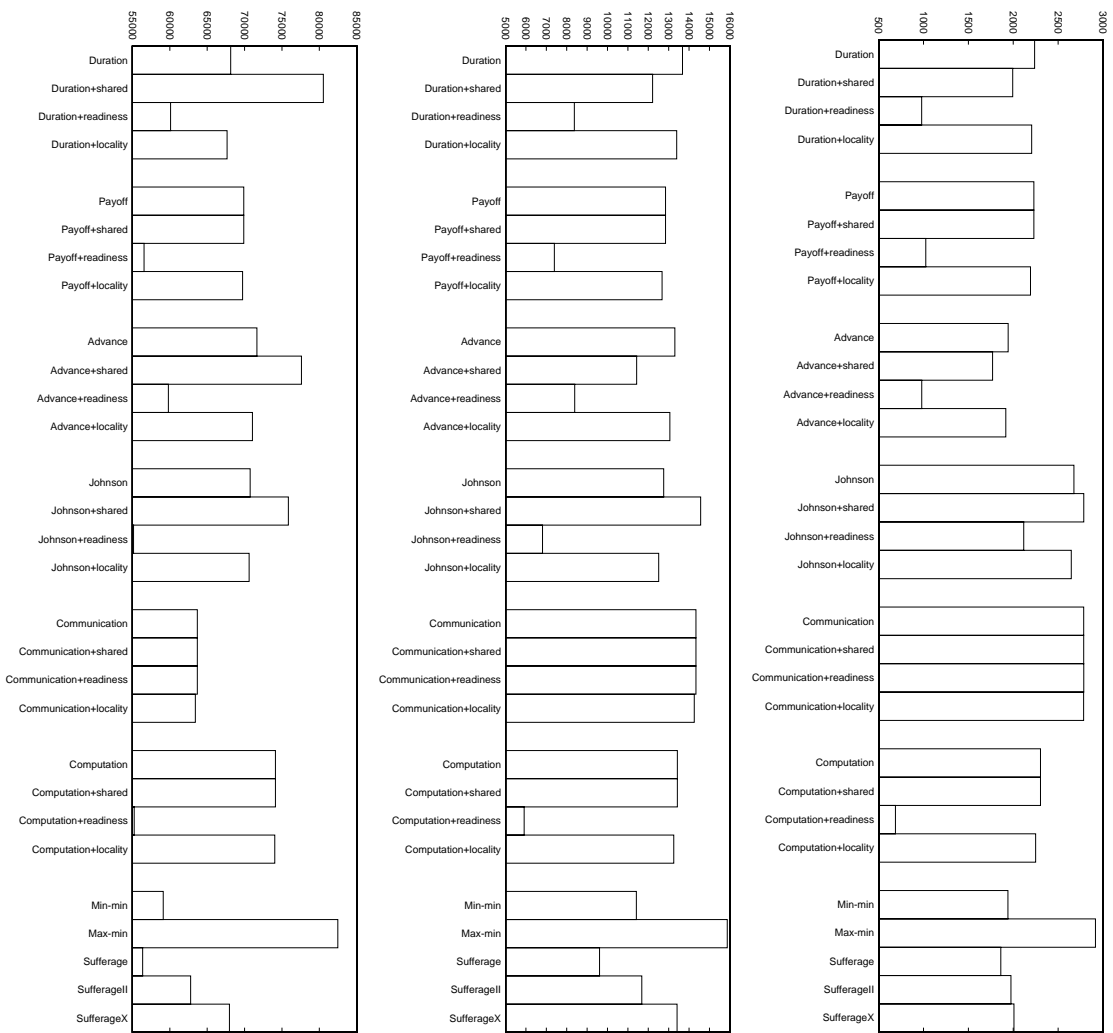 55000
60000
65000
70000
75000
80000
85000
Duration
Duration+shared
Duration+readiness
Duration+locality
Payoff
Payoff+shared
Payoff+readiness
Payoff+locality
Advance
Advance+shared
Advance+readiness
Advance+locality
Johnson
Johnson+shared
Johnson+readiness
Johnson+locality
Communication
Communication+shared
Communication+readiness
Communication+locality
Computation
Computation+shared
Computation+readiness
Computation+locality
Min-min
Max-min
Sufferage
SufferageII
SufferageX
5000
6000
7000
8000
9000
10000
11000
12000
13000
14000
15000
16000
Duration
Duration+shared
Duration+readiness
Duration+locality
Payoff
Payoff+shared
Payoff+readiness
Payoff+locality
Advance
Advance+shared
Advance+readiness
Advance+locality
Johnson
Johnson+shared
Johnson+readiness
Johnson+locality
Communication
Communication+shared
Communication+readiness
Communication+locality
Computation
Computation+shared
Computation+readiness
Computation+locality
Min-min
Max-min
Sufferage
SufferageII
SufferageX
500
1000
1500
2000
2500
3000
Duration
Duration+shared
Duration+readiness
Duration+locality
Payoff
Payoff+shared
Payoff+readiness
Payoff+locality
Advance
Advance+shared
Advance+readiness
Advance+locality
Johnson
Johnson+shared
Johnson+readiness
Johnson+locality
Communication
Communication+shared
Communication+readiness
Communication+locality
Computation
Computation+shared
Computation+readiness
Computation+locality
Min-min
Max-min
Sufferage
SufferageII
SufferageX